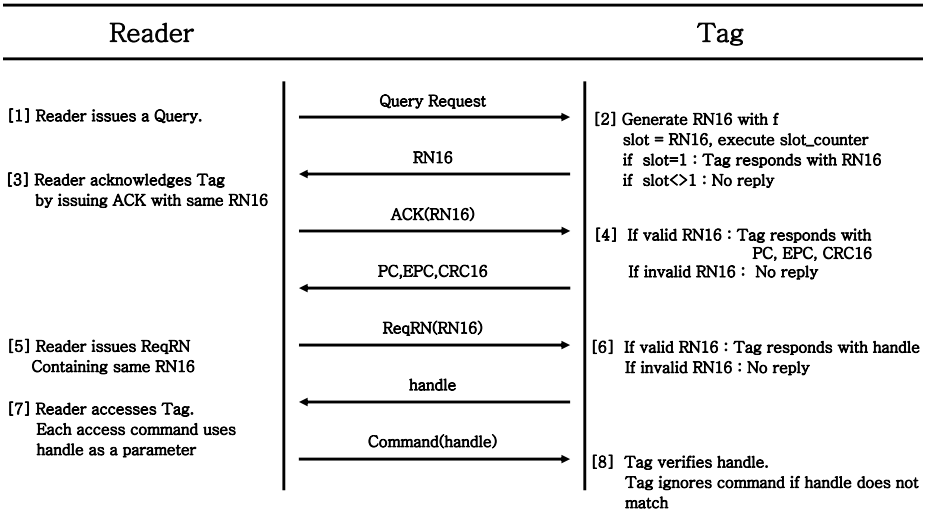 Reader
Tag
Query Request
[1] Reader issues a Query.
[2] Generate RN16 with f
slot = RN16, execute slot_counter
if slot=1 : Tag responds with RN16
if slot<>1 : No reply
RN16
[3] Reader acknowledges Tag
by issuing ACK with same RN16
ACK(RN16)
[4] If valid RN16 : Tag responds with
PC, EPC, CRC16
If invalid RN16 : No reply
PC,EPC,CRC16
ReqRN(RN16)
[5] Reader issues ReqRN
Containing same RN16
[6] If valid RN16 : Tag responds with handle
If invalid RN16 : No reply
handle
[7] Reader accesses Tag.
Each access command uses
handle as a parameter
Command(handle)
[8] Tag verifies handle.
Tag ignores command if handle does not
match